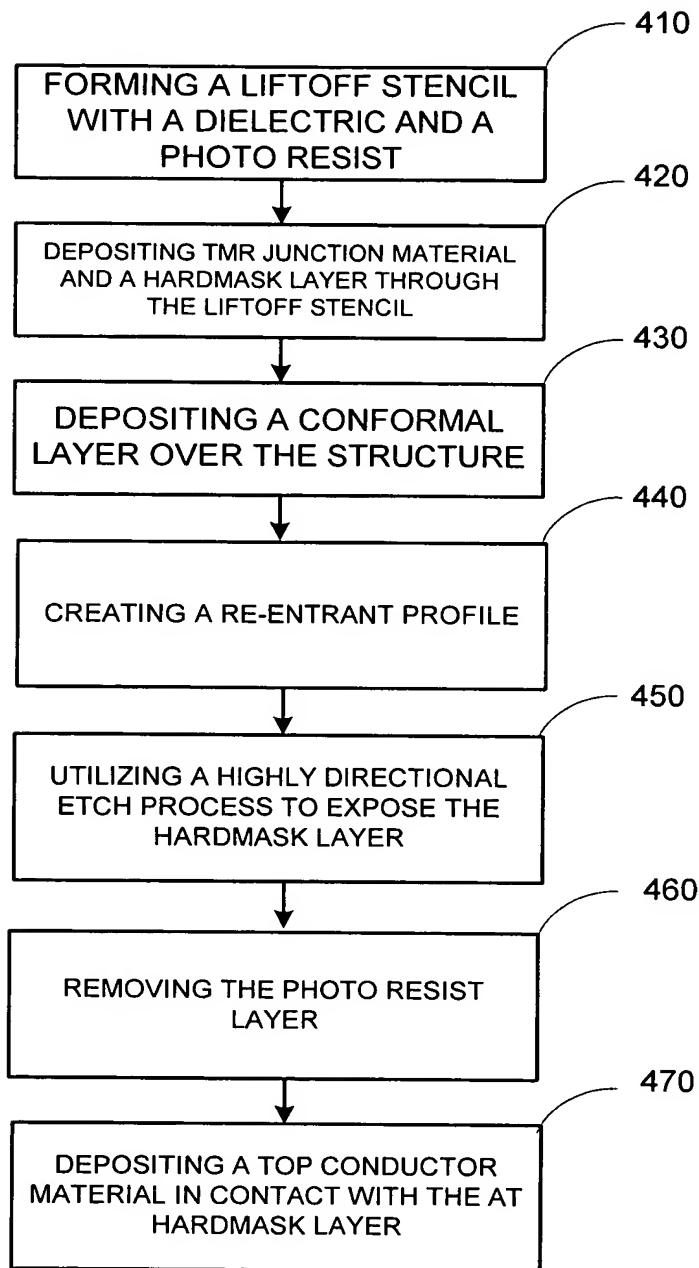 410
FORMING A LIFTOFF STENCIL
WITH A DIELECTRIC AND A
PHOTO RESIST
420
DEPOSITING TMR JUNCTION MATERIAL
AND A HARDMASK LAYER THROUGH
THE LIFTOFF STENCIL
430
DEPOSITING A CONFORMAL
LAYER OVER THE STRUCTURE
440
CREATING A RE-ENTRANT PROFILE
450
UTILIZING A HIGHLY DIRECTIONAL
ETCH PROCESS TO EXPOSE THE
HARDMASK LAYER
460
REMOVING THE PHOTO RESIST
LAYER
470
DEPOSITING A TOP CONDUCTOR
MATERIAL IN CONTACT WITH THE AT
HARDMASK LAYER